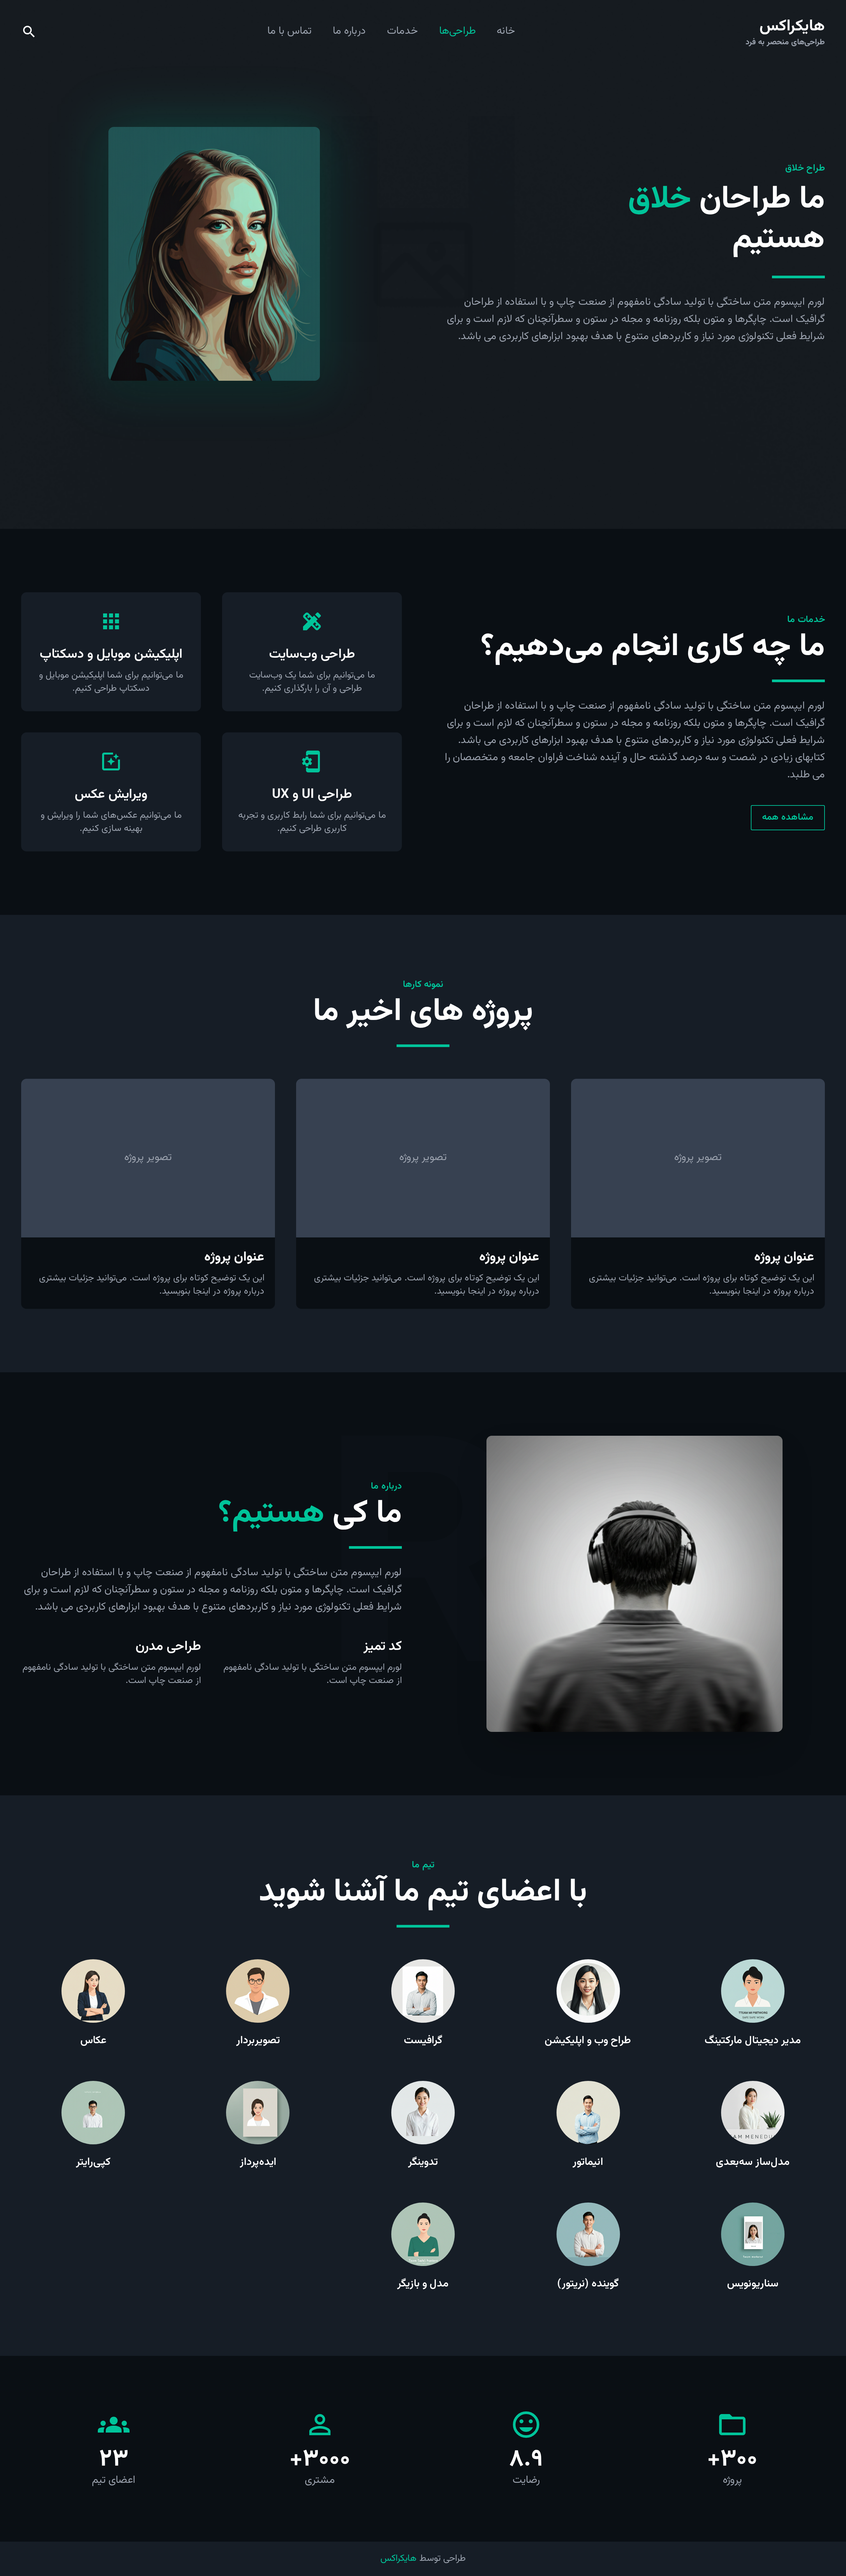 هایکراکس
طراحی‌های منحصر به فرد
خانه
طراحی‌ها
خدمات
درباره ما
تماس با ما
طراح خلاق
ما طراحان خلاق
هستیم
لورم ایپسوم متن ساختگی با تولید سادگی نامفهوم از صنعت چاپ و با استفاده از طراحان
گرافیک است. چاپگرها و متون بلکه روزنامه و مجله در ستون و سطرآنچنان که لازم است و برای
شرایط فعلی تکنولوژی مورد نیاز و کاربردهای متنوع با هدف بهبود ابزارهای کاربردی می باشد.
خدمات ما
ما چه کاری انجام می‌دهیم؟
لورم ایپسوم متن ساختگی با تولید سادگی نامفهوم از صنعت چاپ و با استفاده از طراحان
گرافیک است. چاپگرها و متون بلکه روزنامه و مجله در ستون و سطرآنچنان که لازم است و برای
شرایط فعلی تکنولوژی مورد نیاز و کاربردهای متنوع با هدف بهبود ابزارهای کاربردی می باشد.
کتابهای زیادی در شصت و سه درصد گذشته حال و آینده شناخت فراوان جامعه و متخصصان را
می طلبد.
مشاهده همه
طراحی وب‌سایت
ما می‌توانیم برای شما یک وب‌سایت
طراحی و آن را بارگذاری کنیم.
اپلیکیشن موبایل و دسکتاپ
ما می‌توانیم برای شما اپلیکیشن موبایل و
دسکتاپ طراحی کنیم.
طراحی UI و UX
ما می‌توانیم برای شما رابط کاربری و تجربه
کاربری طراحی کنیم.
ویرایش عکس
ما می‌توانیم عکس‌های شما را ویرایش و
بهینه سازی کنیم.
نمونه کارها
پروژه های اخیر ما
تصویر پروژه
عنوان پروژه
این یک توضیح کوتاه برای پروژه است. می‌توانید جزئیات بیشتری
درباره پروژه در اینجا بنویسید.
تصویر پروژه
عنوان پروژه
این یک توضیح کوتاه برای پروژه است. می‌توانید جزئیات بیشتری
درباره پروژه در اینجا بنویسید.
تصویر پروژه
عنوان پروژه
این یک توضیح کوتاه برای پروژه است. می‌توانید جزئیات بیشتری
درباره پروژه در اینجا بنویسید.
درباره ما
ما کی هستیم؟
لورم ایپسوم متن ساختگی با تولید سادگی نامفهوم از صنعت چاپ و با استفاده از طراحان
گرافیک است. چاپگرها و متون بلکه روزنامه و مجله در ستون و سطرآنچنان که لازم است و برای
شرایط فعلی تکنولوژی مورد نیاز و کاربردهای متنوع با هدف بهبود ابزارهای کاربردی می باشد.
کد تمیز
لورم ایپسوم متن ساختگی با تولید سادگی نامفهوم
از صنعت چاپ است.
طراحی مدرن
لورم ایپسوم متن ساختگی با تولید سادگی نامفهوم
از صنعت چاپ است.
تیم ما
با اعضای تیم ما آشنا شوید
مدیر دیجیتال مارکتینگ
طراح وب و اپلیکیشن
گرافیست
تصویربردار
عکاس
مدل‌ساز سه‌بعدی
انیماتور
تدوینگر
ایده‌پرداز
کپی‌رایتر
سناریونویس
گوینده (نریتور)
مدل و بازیگر
+۳۰۰
پروژه
۸.۹
رضایت
+۳۰۰۰
مشتری
۲۳
اعضای تیم
طراحی توسط هایکراکس